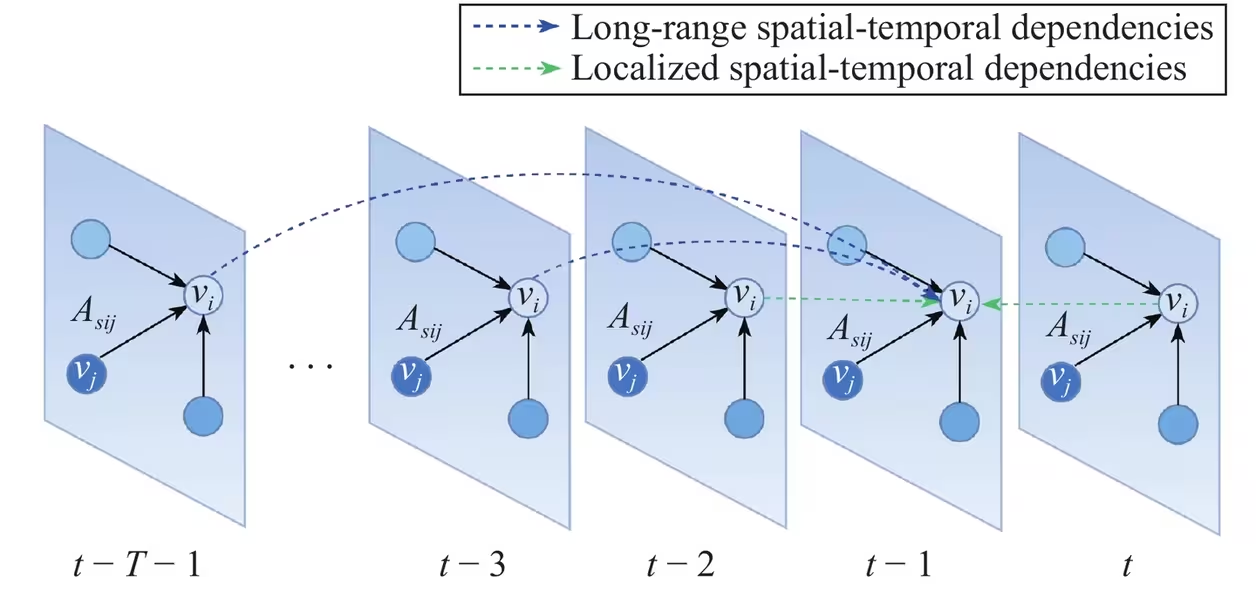 Long-range spatial-temporal dependencies
Localized spatial-temporal dependencies
v_i
A_sij
v_j
. . .
v_i
A_sij
v_j
v_i
A_sij
v_j
v_i
A_sij
v_j
v_i
A_sij
v_j
t − T − 1
t − 3
t − 2
t − 1
t